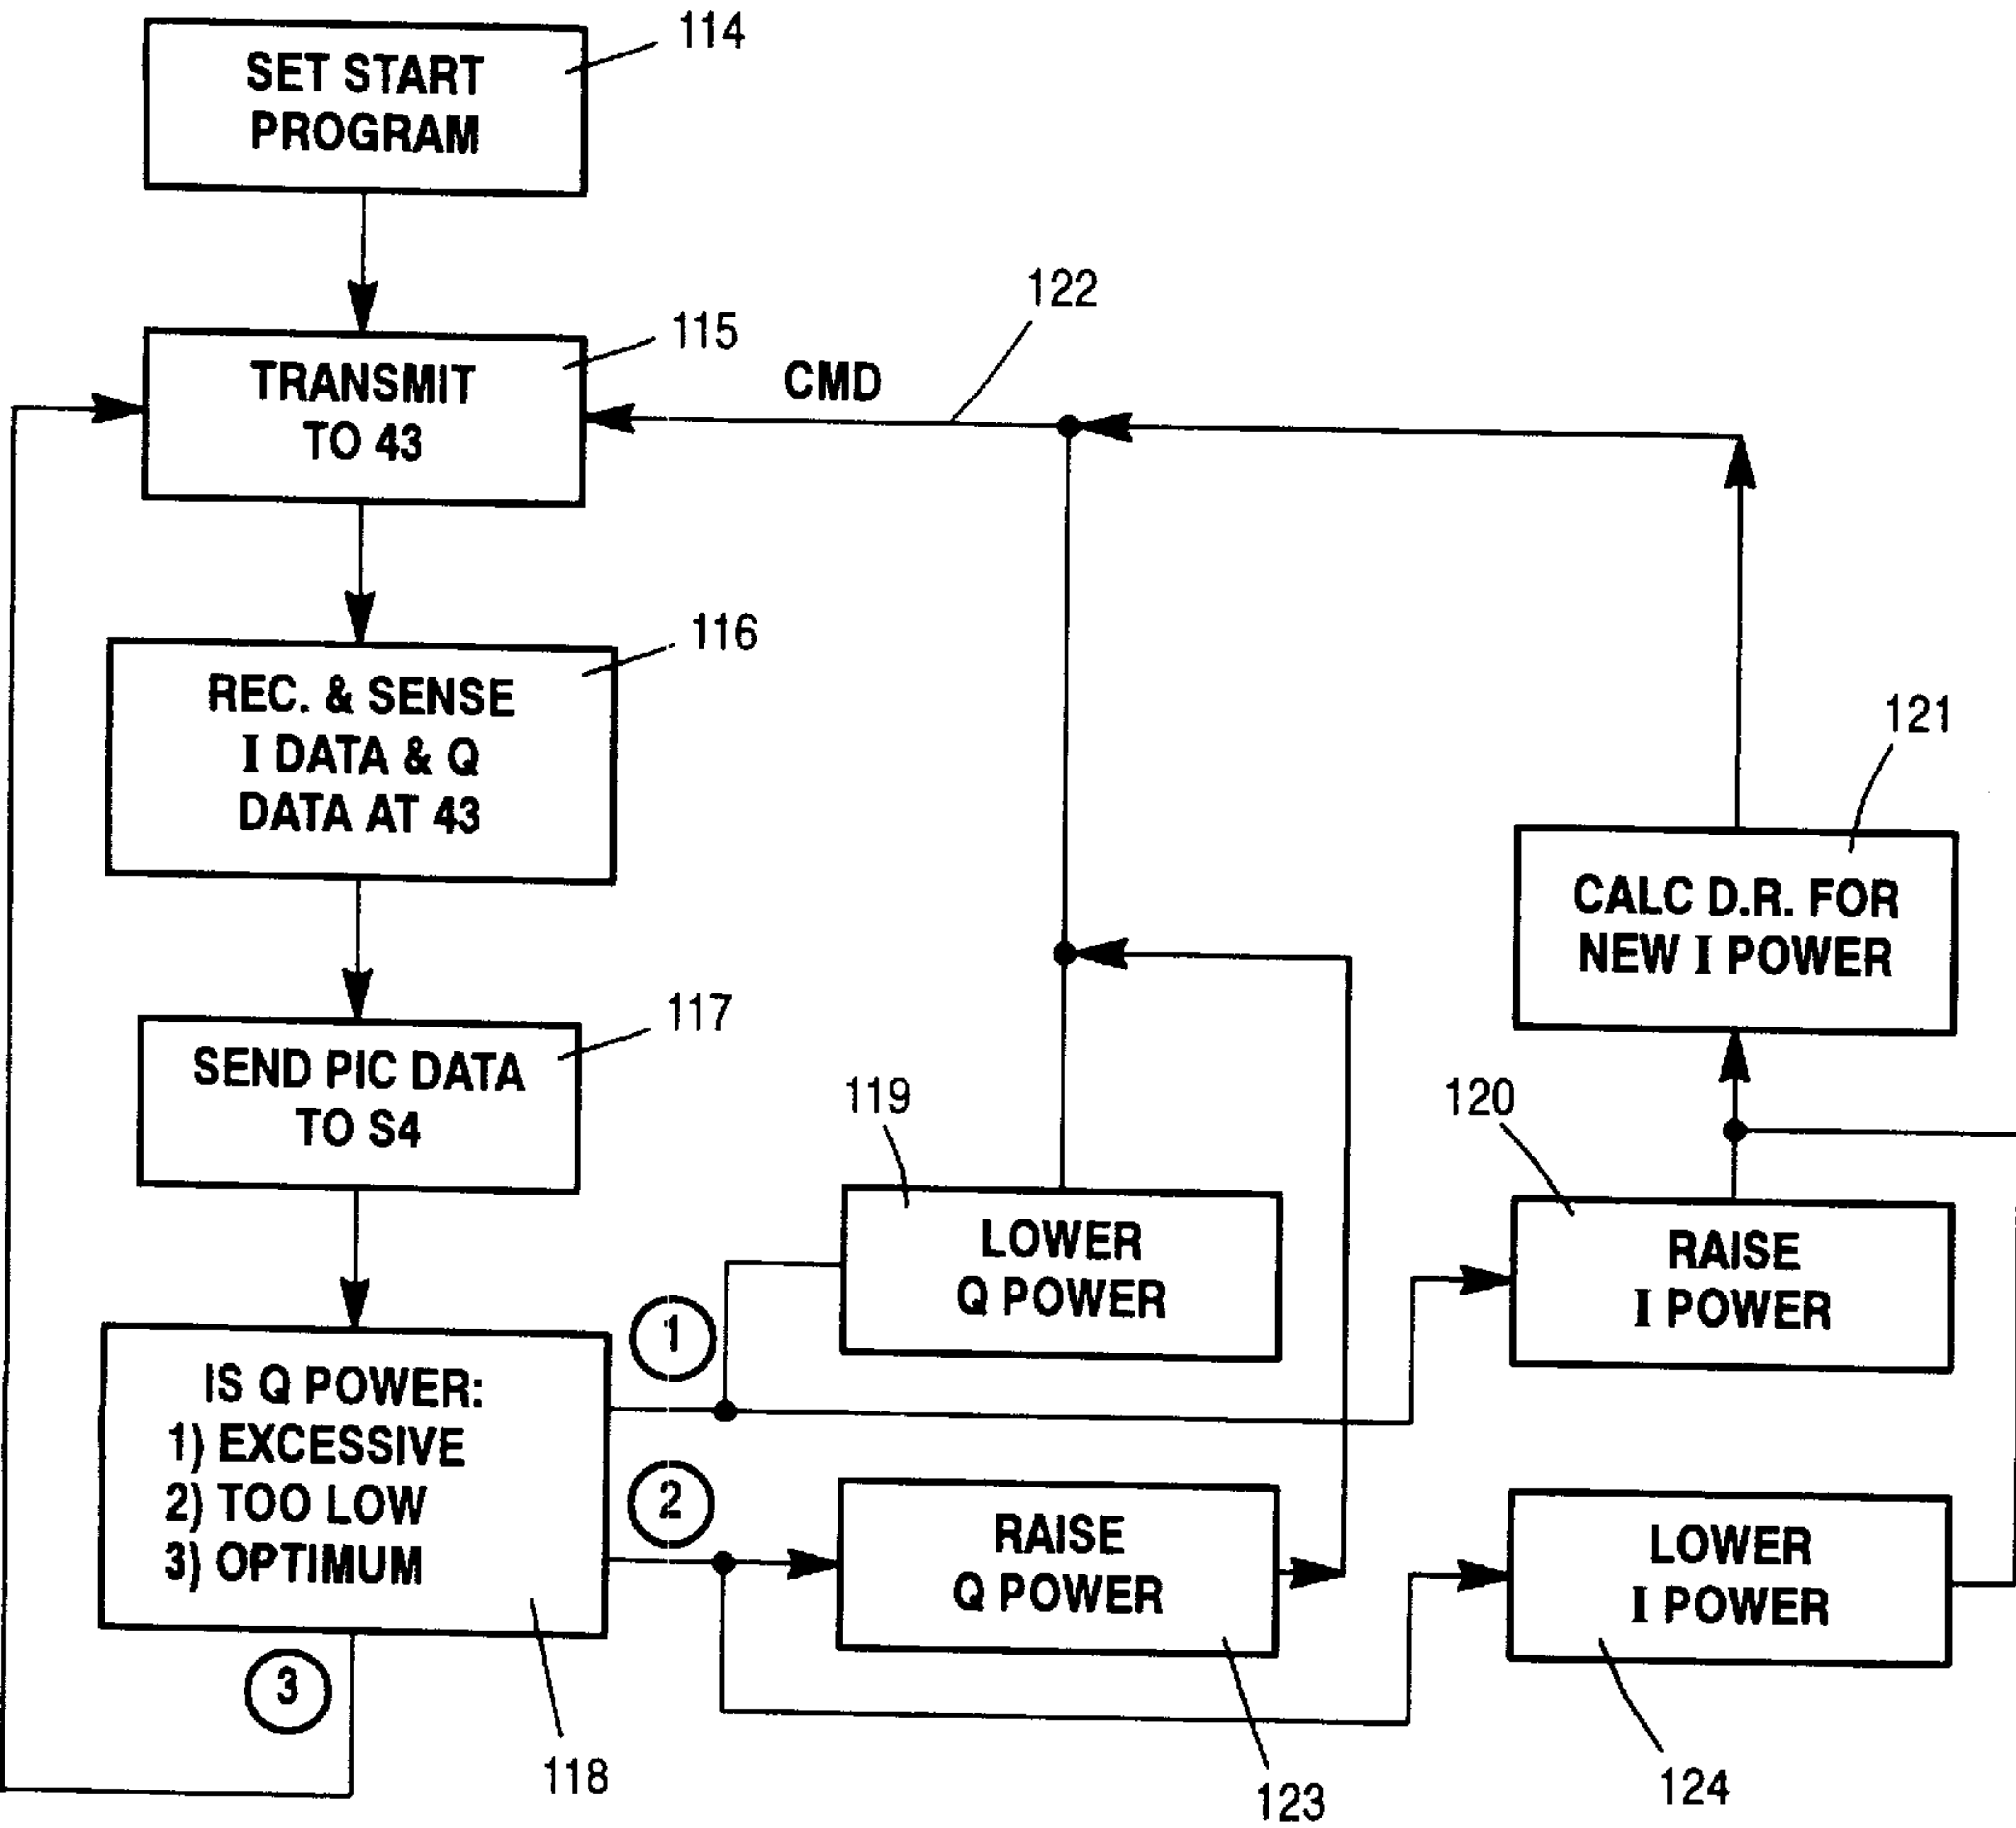 114
SET START
PROGRAM
115
TRANSMIT
TO 43
122
CMD
116
REC. & SENSE
I DATA & Q
DATA AT 43
121
CALC D.R. FOR
NEW I POWER
117
SEND PIC DATA
TO S4
119
LOWER
Q POWER
120
RAISE
I POWER
1
IS Q POWER:
1) EXCESSIVE
2) TOO LOW
3) OPTIMUM
2
RAISE
Q POWER
LOWER
I POWER
3
118
123
124